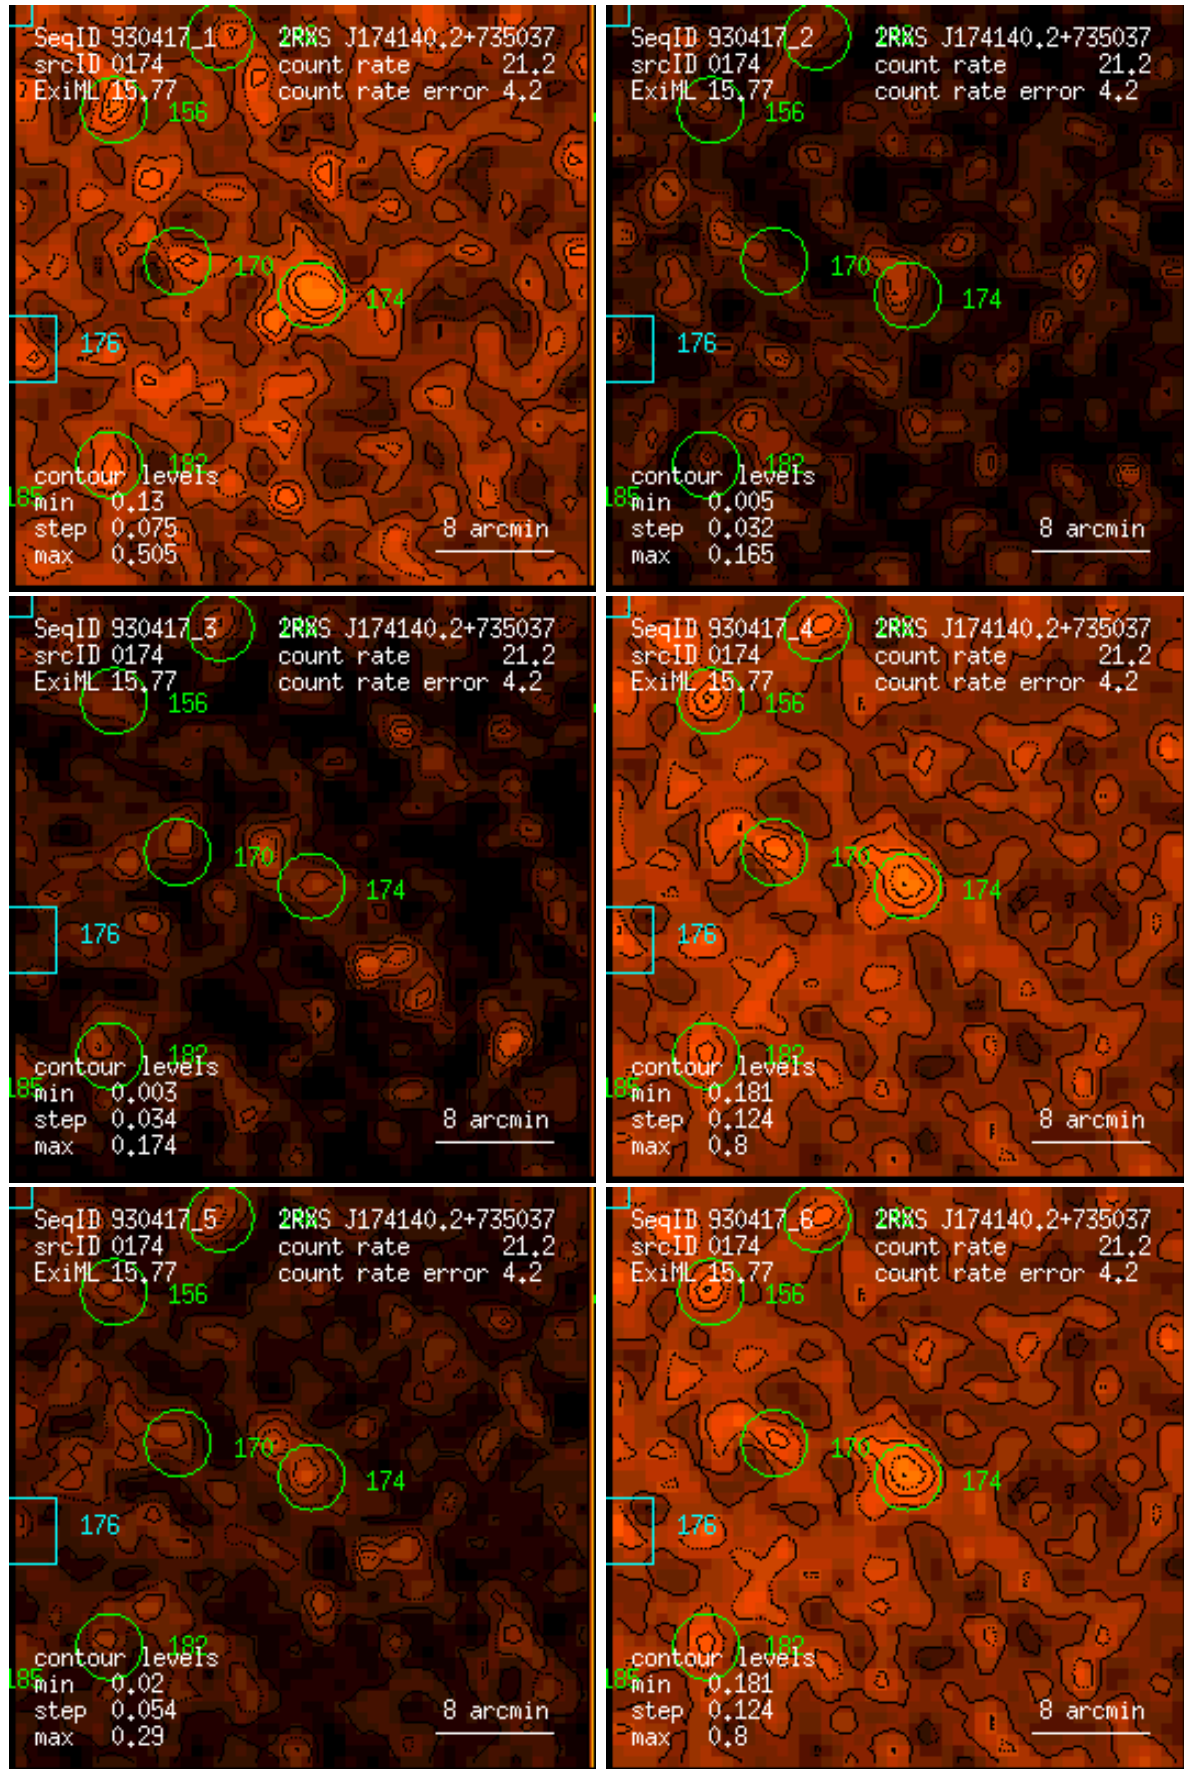 SeqID 930417_1 2RXS J174140.2+735037
srcID 0174 count rate 21.2
ExiML 15.77 count rate error 4.2
156
170
174
176
182
contour levels
185
min 0.13
step 0.075 8 arcmin
max 0.505
SeqID 930417_2 2RXS J174140.2+735037
srcID 0174 count rate 21.2
ExiML 15.77 count rate error 4.2
156
170
174
176
182
contour levels
185
min 0.005
step 0.032 8 arcmin
max 0.165
SeqID 930417_3 2RXS J174140.2+735037
srcID 0174 count rate 21.2
ExiML 15.77 count rate error 4.2
156
170
174
176
182
contour levels
185
min 0.003
step 0.034 8 arcmin
max 0.174
SeqID 930417_4 2RXS J174140.2+735037
srcID 0174 count rate 21.2
ExiML 15.77 count rate error 4.2
156
170
174
176
182
contour levels
185
min 0.181
step 0.124 8 arcmin
max 0.8
SeqID 930417_5 2RXS J174140.2+735037
srcID 0174 count rate 21.2
ExiML 15.77 count rate error 4.2
156
170
174
176
182
contour levels
185
min 0.02
step 0.054 8 arcmin
max 0.29
SeqID 930417_6 2RXS J174140.2+735037
srcID 0174 count rate 21.2
ExiML 15.77 count rate error 4.2
156
170
174
176
182
contour levels
185
min 0.181
step 0.124 8 arcmin
max 0.8